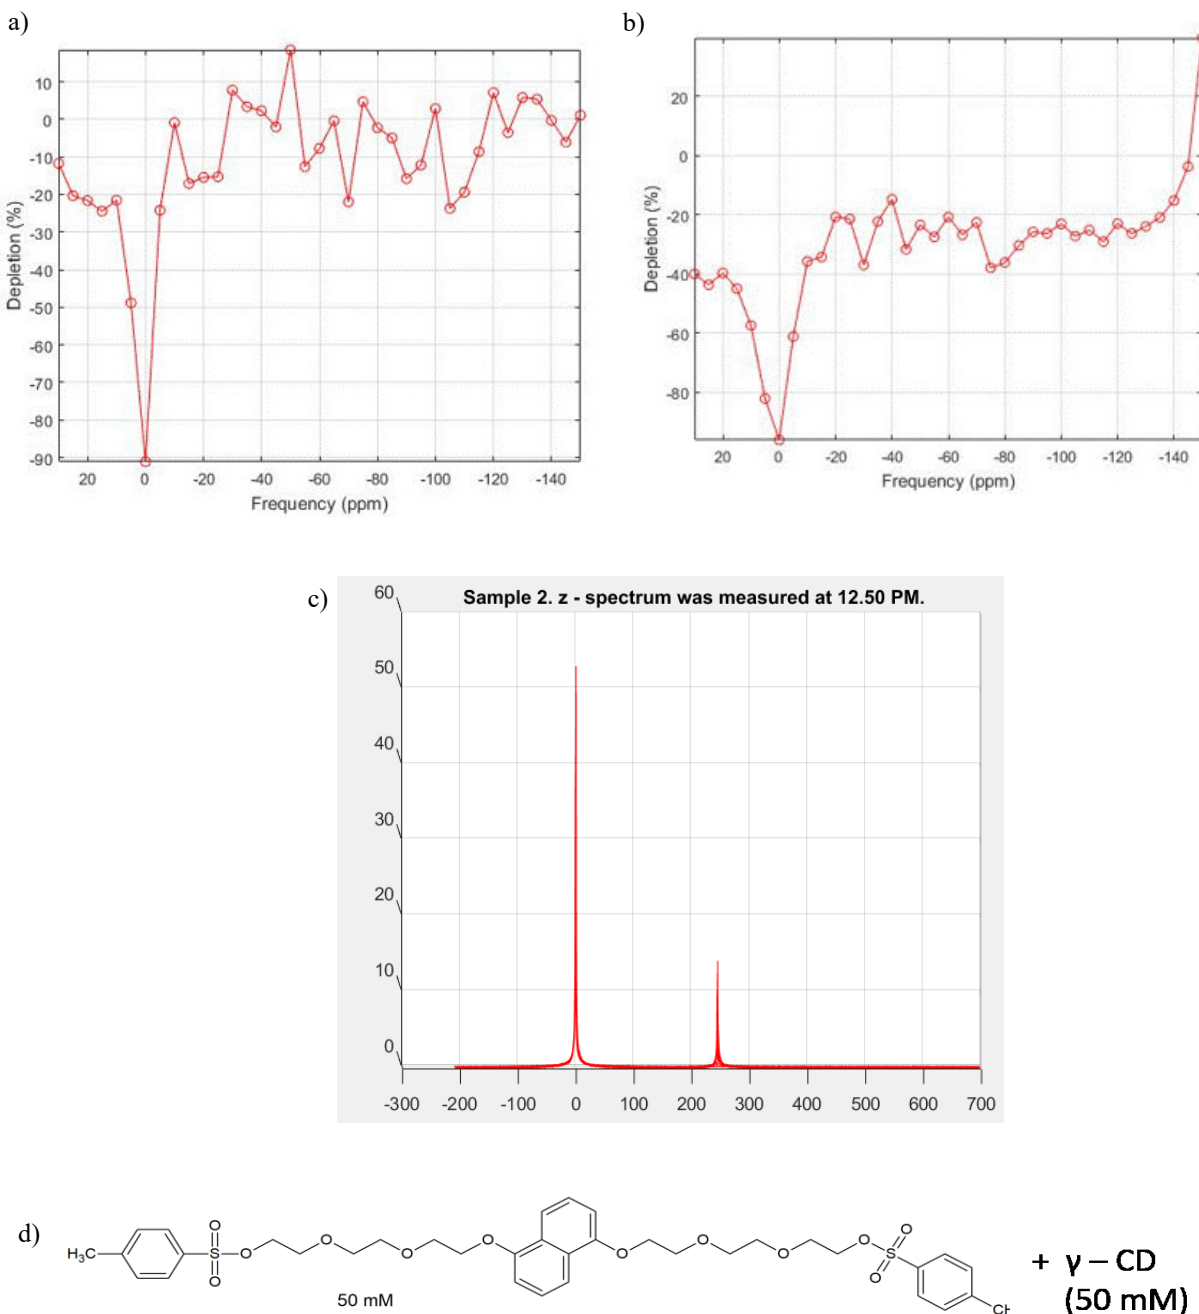 a)
10
0
-10
-20
-30
-40
-50
-60
-70
-80
-90
Depletion (%)
20 0 -20 -40 -60 -80 -100 -120 -140
Frequency (ppm)
b)
20
0
-20
-40
-60
-80
Depletion (%)
20 0 -20 -40 -60 -80 -100 -120 -140
Frequency (ppm)
c)
Sample 2. z - spectrum was measured at 12.50 PM.
60
50
40
30
20
10
0
-300 -200 -100 0 100 200 300 400 500 600 700
d)
H3C
O
S
O
O
O
O
O
O
O
O
O
O
S
O
CH
50 mM
+ γ – CD
(50 mM)